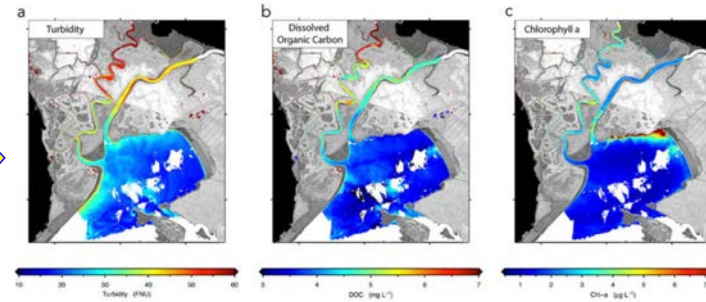 a
Turbidity
b
Dissolved
Organic Carbon
c
Chlorophyll a
10 20 30 40 50 60
Turbidity (FNU)
3 4 5 6 7
DOC (mg L⁻¹)
1 2 3 4 5 6 7
Chl-a (µg L⁻¹)